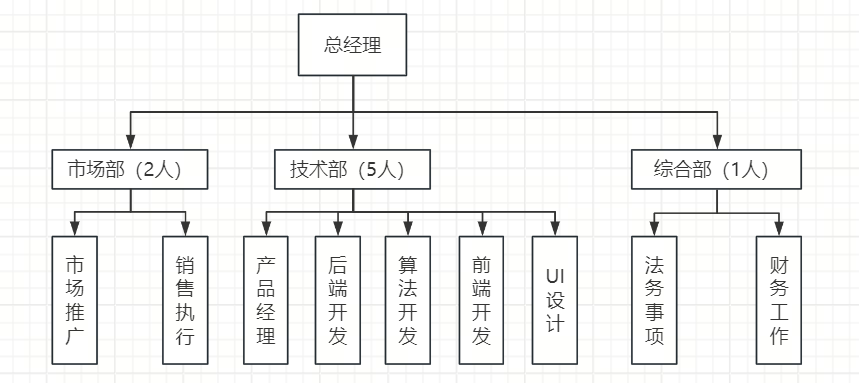 总经理
市场部（2人）
技术部（5人）
综合部（1人）
市场推广
销售执行
产品经理
后端开发
算法开发
前端开发
UI设计
法务事项
财务工作